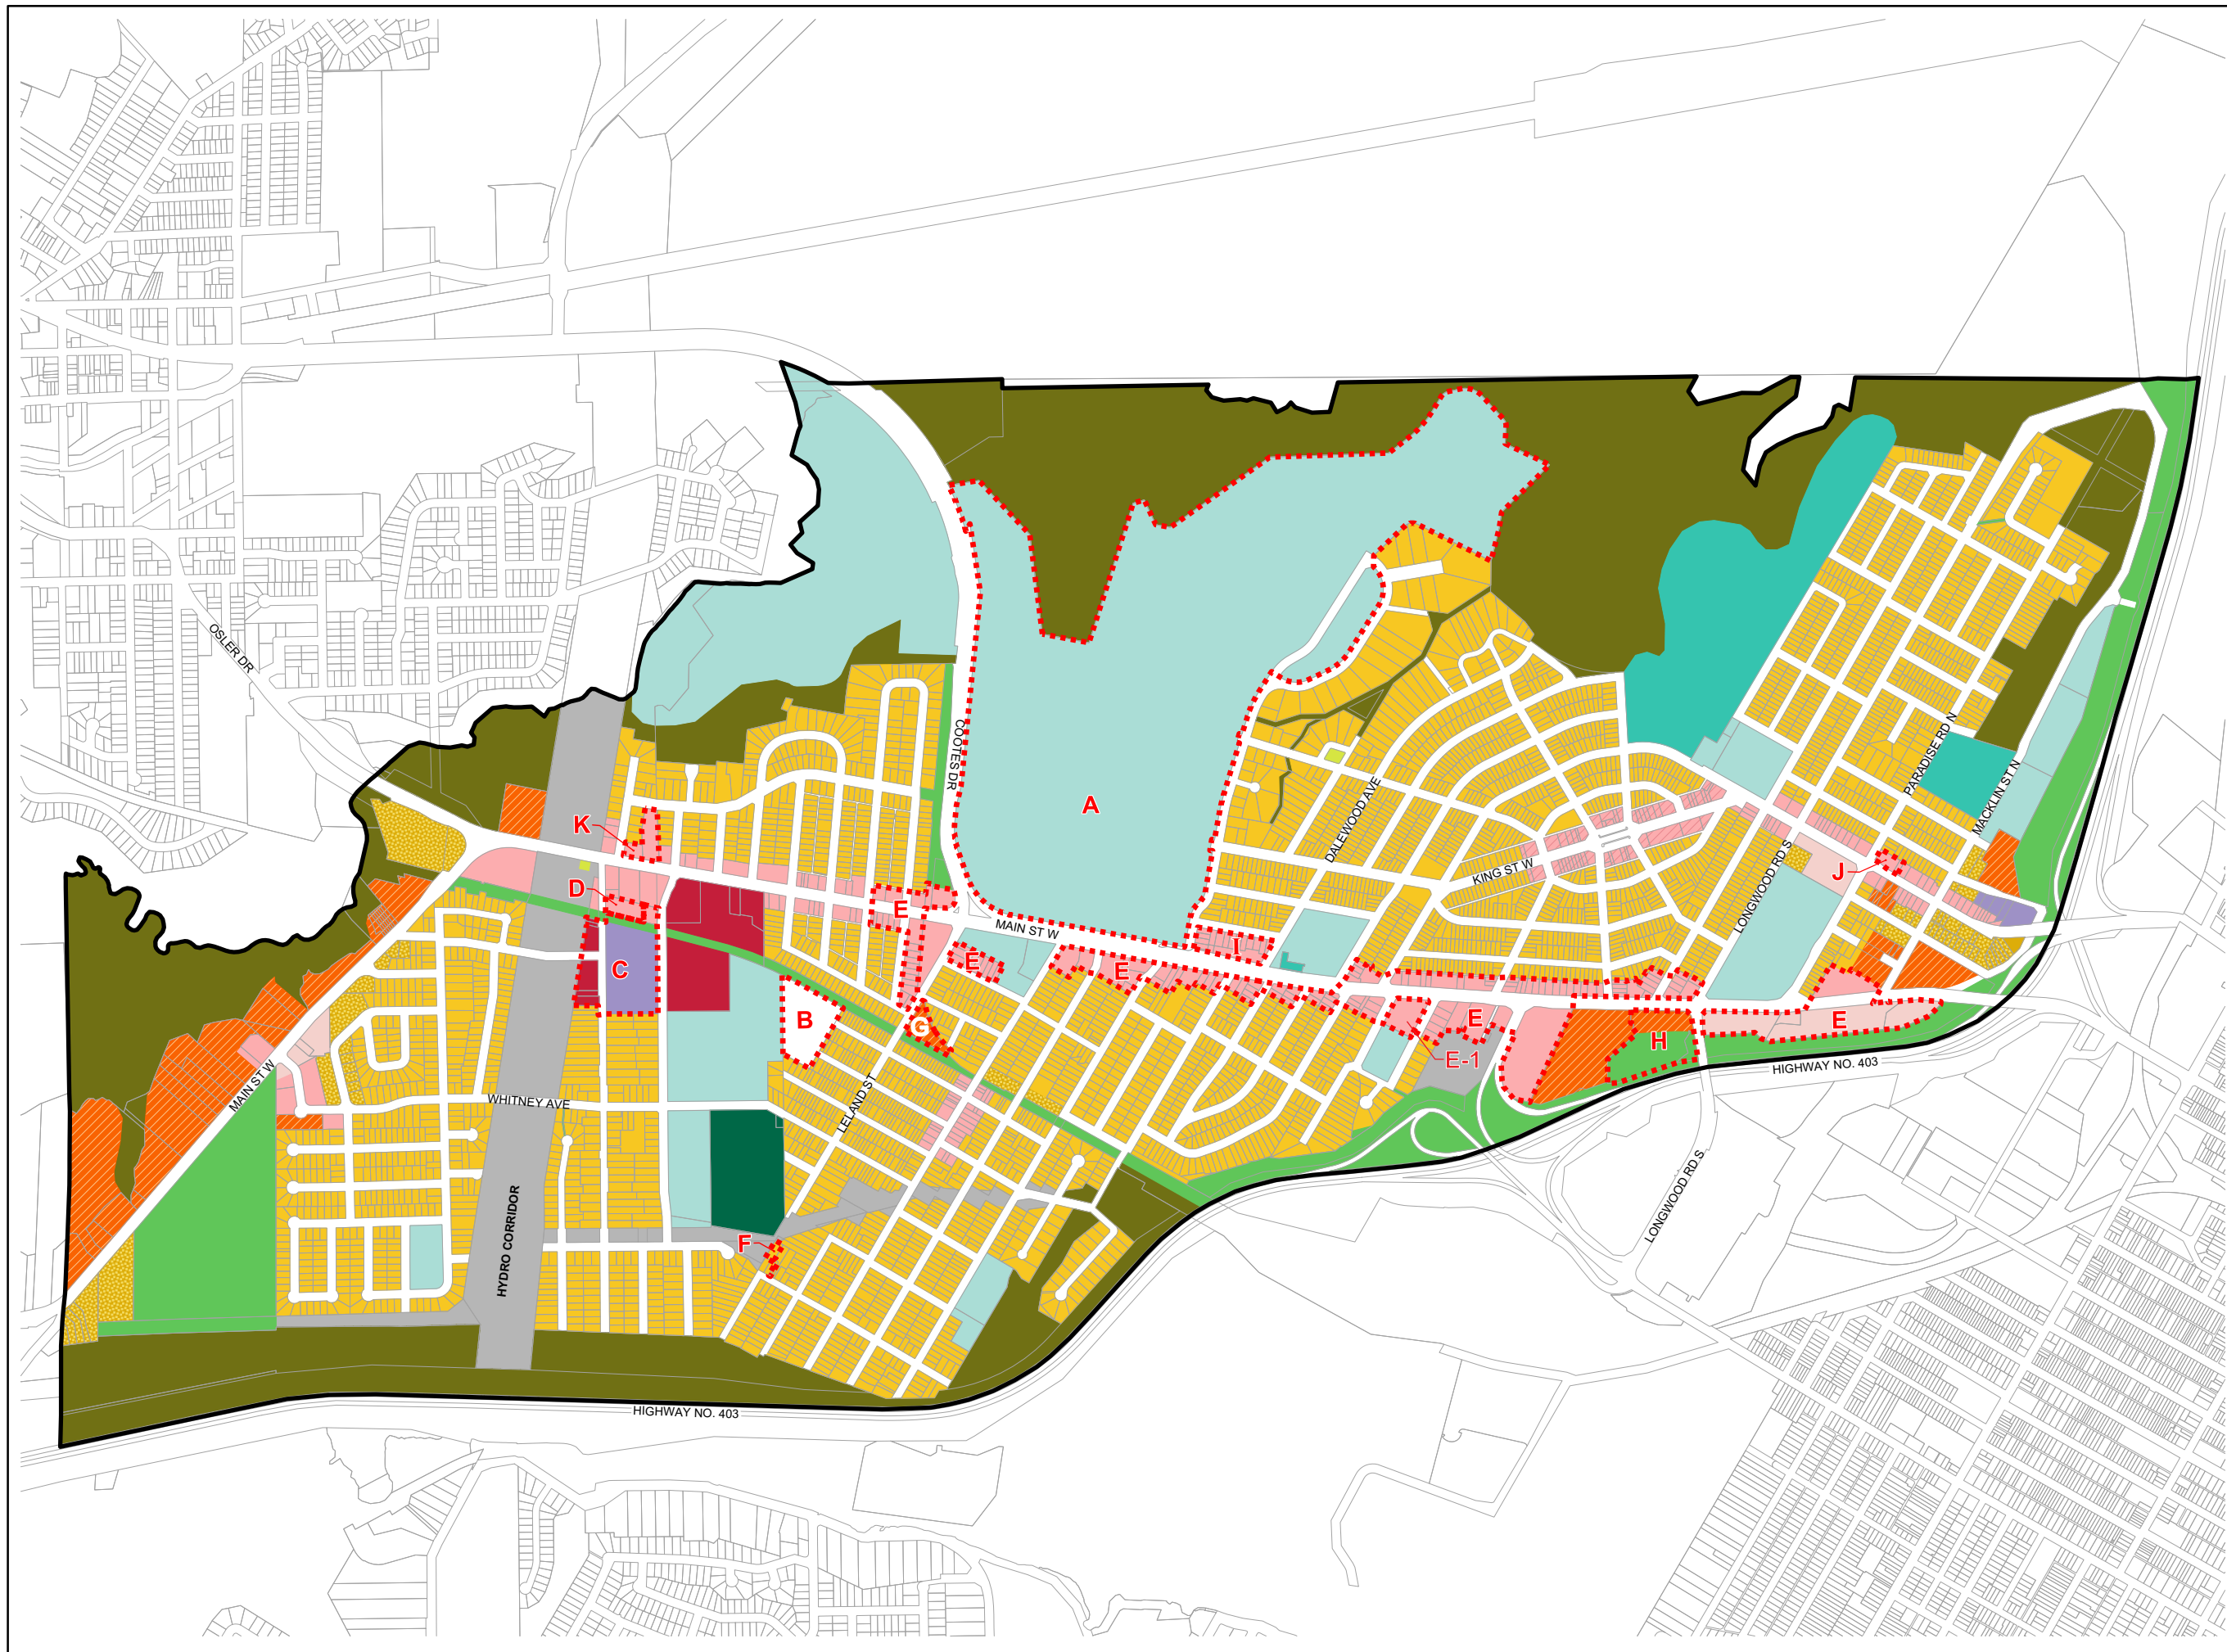 OSLER DR
COOTES DR
A
PARADISE RD N
MACKLIN ST N
DALEWOOD AVE
K
KING ST W
LONGWOOD RD S
J
D
E
MAIN ST W
I
C
E
E
B
G
E
E
H
E-1
HIGHWAY NO. 403
MAIN ST W
WHITNEY AVE
LELAND ST
LONGWOOD RD S
HYDRO CORRIDOR
F
HIGHWAY NO. 403